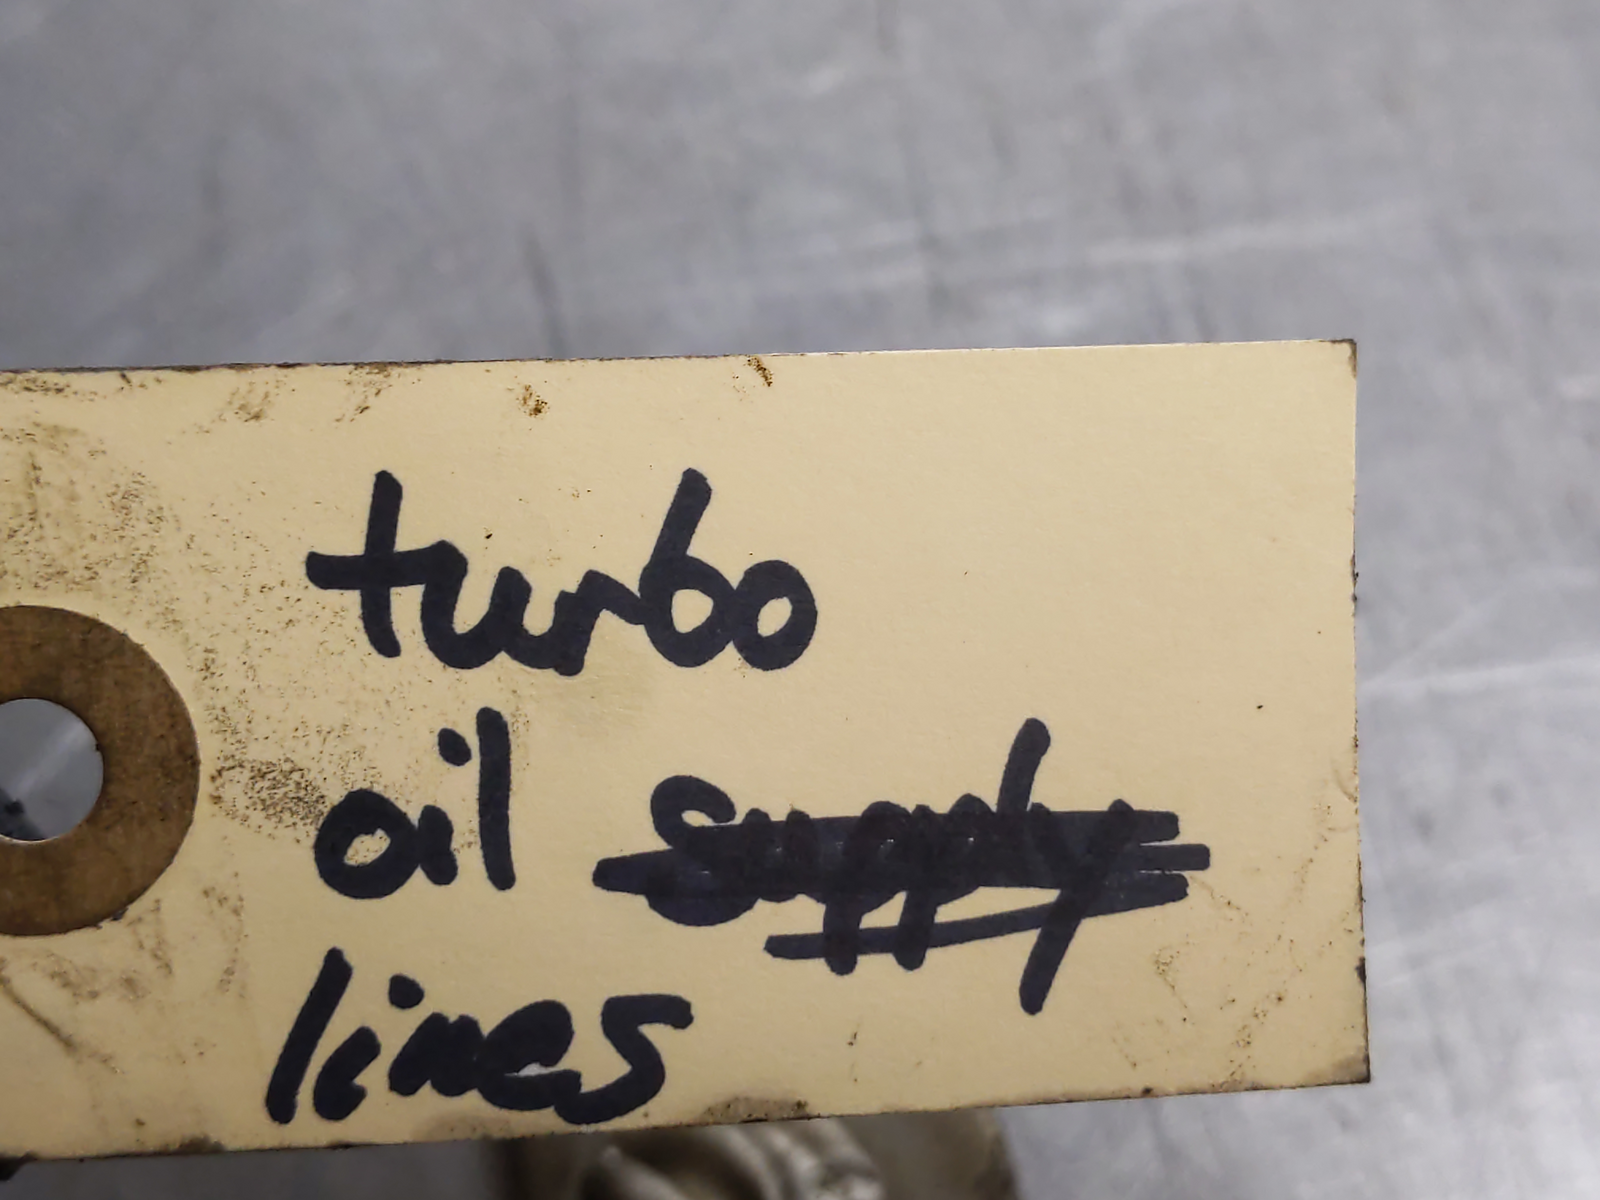 turbo
oil supply
lines